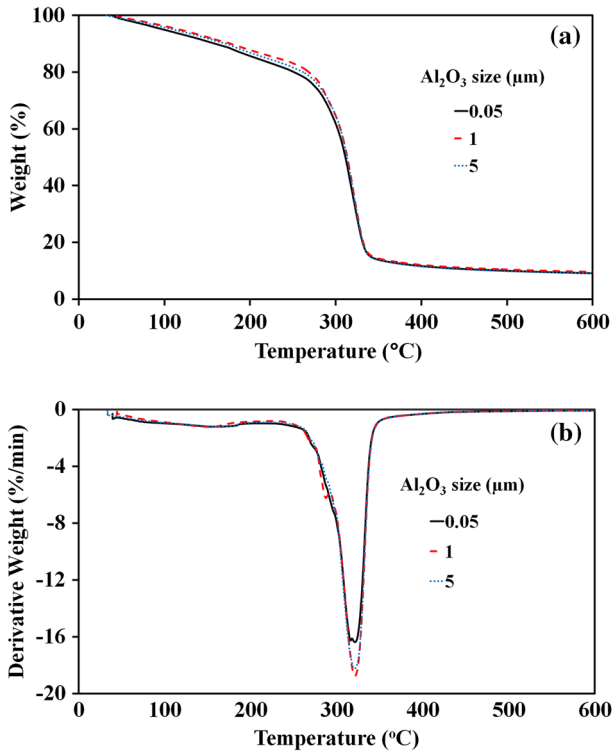 100
80
60
40
20
0
Weight (%)
(a)
Al₂O₃ size (µm)
0.05
1
5
0 100 200 300 400 500 600
Temperature (°C)
0
-4
-8
-12
-16
-20
Derivative Weight (%/min)
(b)
Al₂O₃ size (µm)
0.05
1
5
0 100 200 300 400 500 600
Temperature (ºC)